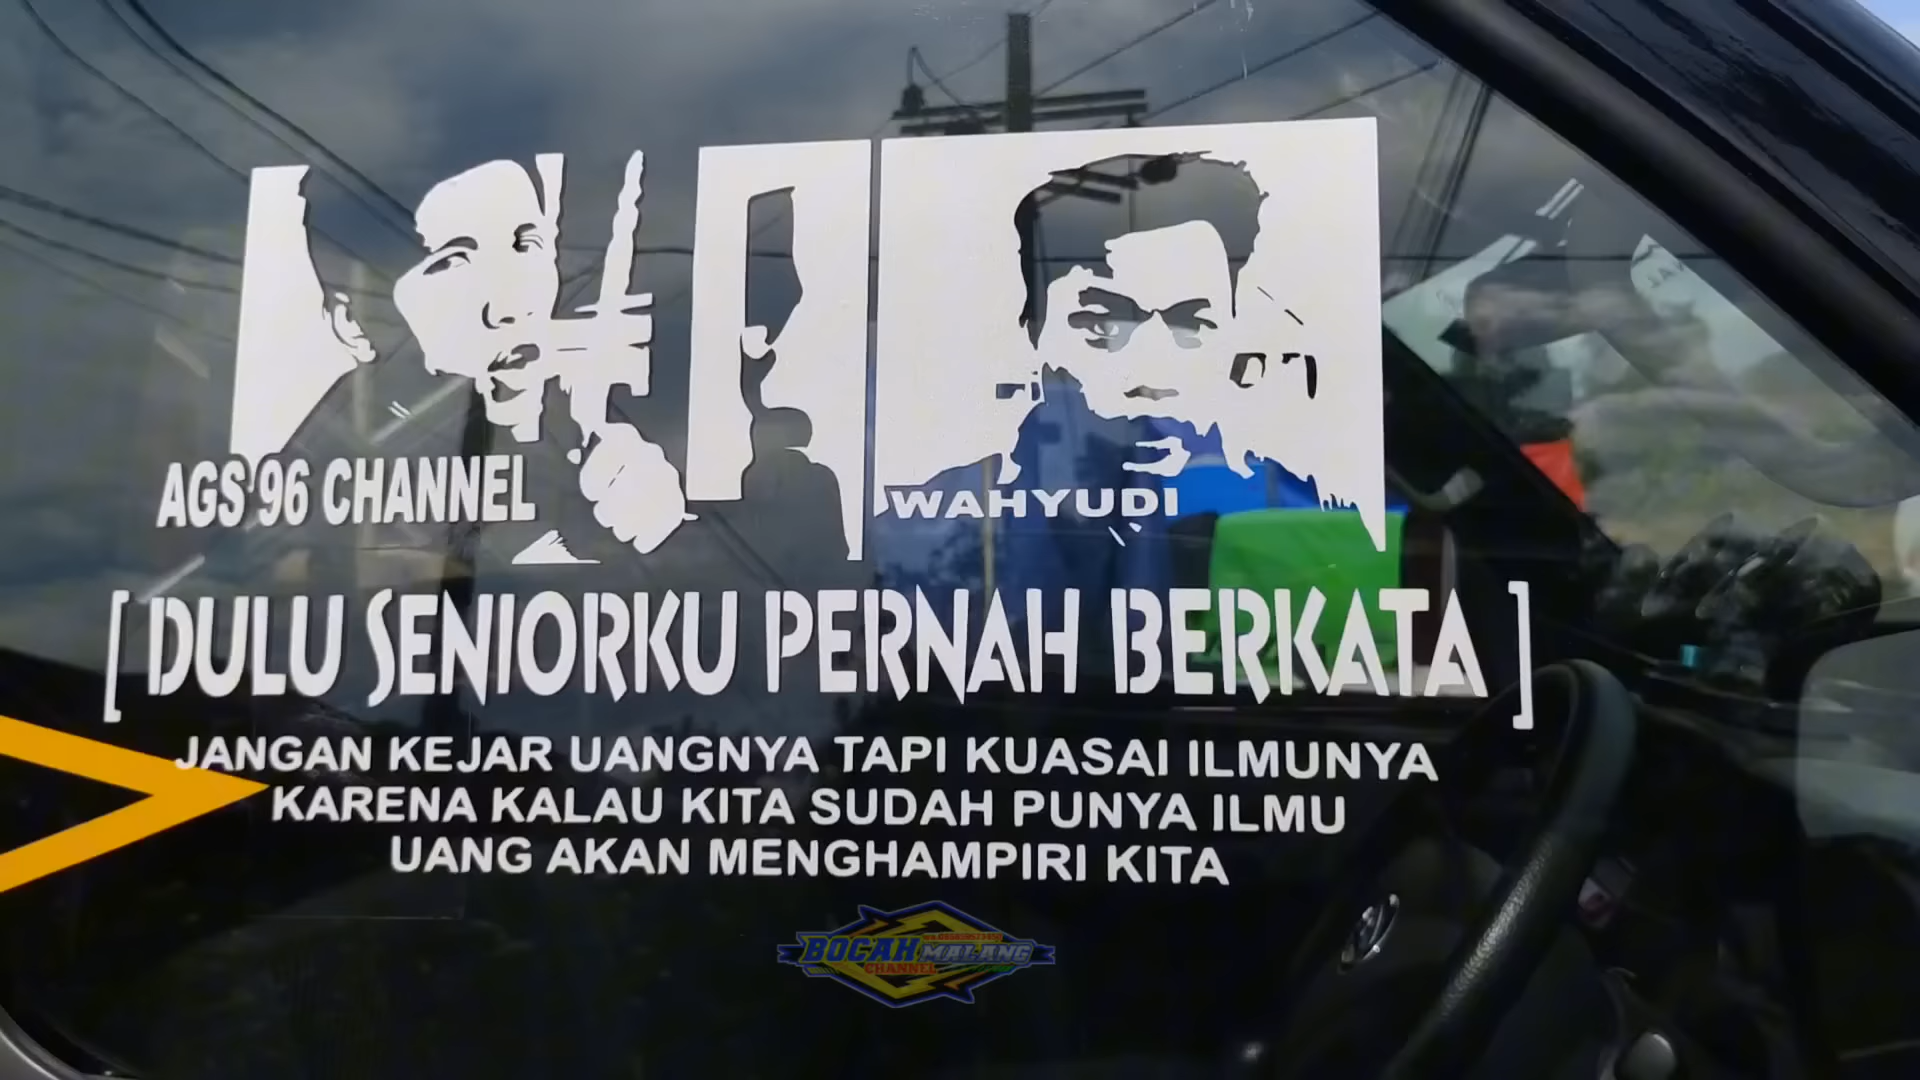 AGS'96 CHANNEL
WAHYUDI
[ DULU SENIORKU PERNAH BERKATA ]
JANGAN KEJAR UANGNYA TAPI KUASAI ILMUNYA
KARENA KALAU KITA SUDAH PUNYA ILMU
UANG AKAN MENGHAMPIRI KITA
BOCAH MALANG
CHANNEL